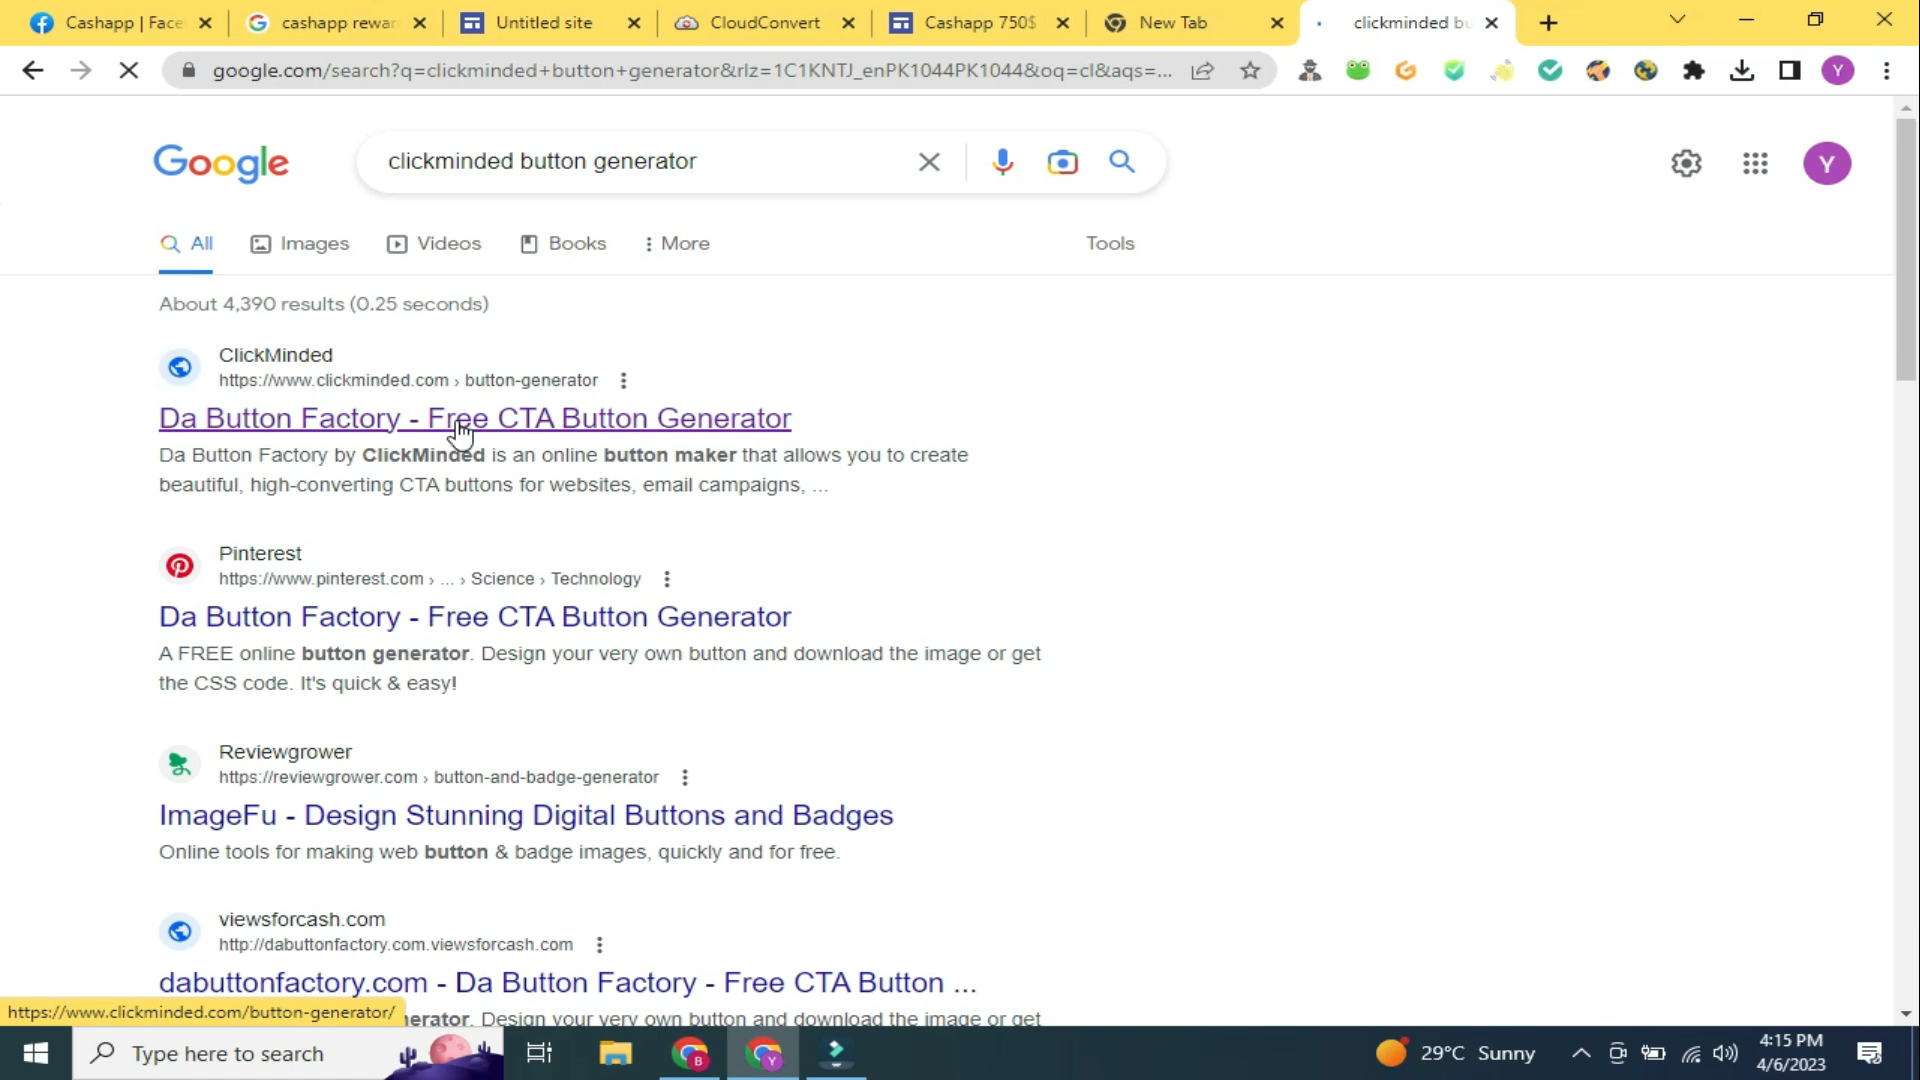 Cashapp | Face
cashapp rewar
Untitled site
CloudConvert
Cashapp 750$
New Tab
clickminded bu
google.com/search?q=clickminded+button+generator&rlz=1C1KNTJ_enPK1044PK1044&oq=cl&aqs=...
Y
Google
clickminded button generator
Y
All
Images
Videos
Books
More
Tools
About 4,390 results (0.25 seconds)
ClickMinded
https://www.clickminded.com › button-generator
Da Button Factory - Free CTA Button Generator
Da Button Factory by ClickMinded is an online button maker that allows you to create
beautiful, high-converting CTA buttons for websites, email campaigns, ...
Pinterest
https://www.pinterest.com › ... › Science › Technology
Da Button Factory - Free CTA Button Generator
A FREE online button generator. Design your very own button and download the image or get
the CSS code. It's quick & easy!
Reviewgrower
https://reviewgrower.com › button-and-badge-generator
ImageFu - Design Stunning Digital Buttons and Badges
Online tools for making web button & badge images, quickly and for free.
viewsforcash.com
http://dabuttonfactory.com.viewsforcash.com
dabuttonfactory.com - Da Button Factory - Free CTA Button ...
https://www.clickminded.com/button-generator/
nerator. Design your very own button and download the image or get
Type here to search
B
Y
29°C Sunny
4:15 PM
4/6/2023